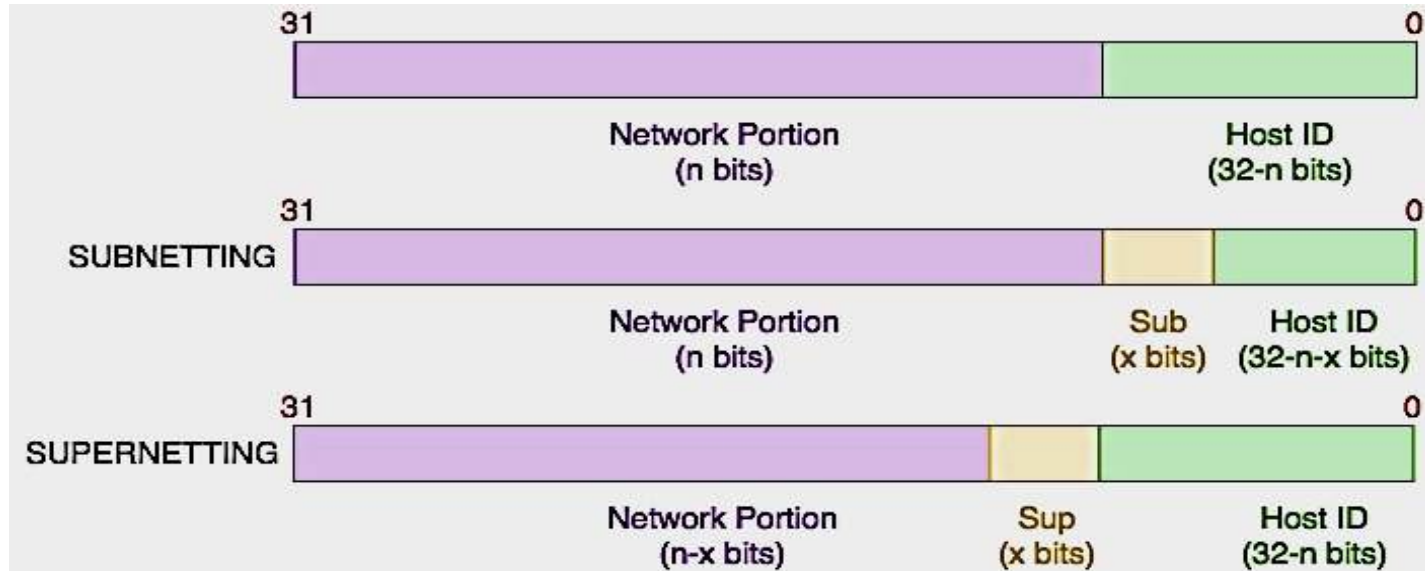 31 0
Network Portion Host ID
(n bits) (32-n bits)
31 0
SUBNETTING
Network Portion Sub Host ID
(n bits) (x bits) (32-n-x bits)
31 0
SUPERNETTING
Network Portion Sup Host ID
(n-x bits) (x bits) (32-n bits)